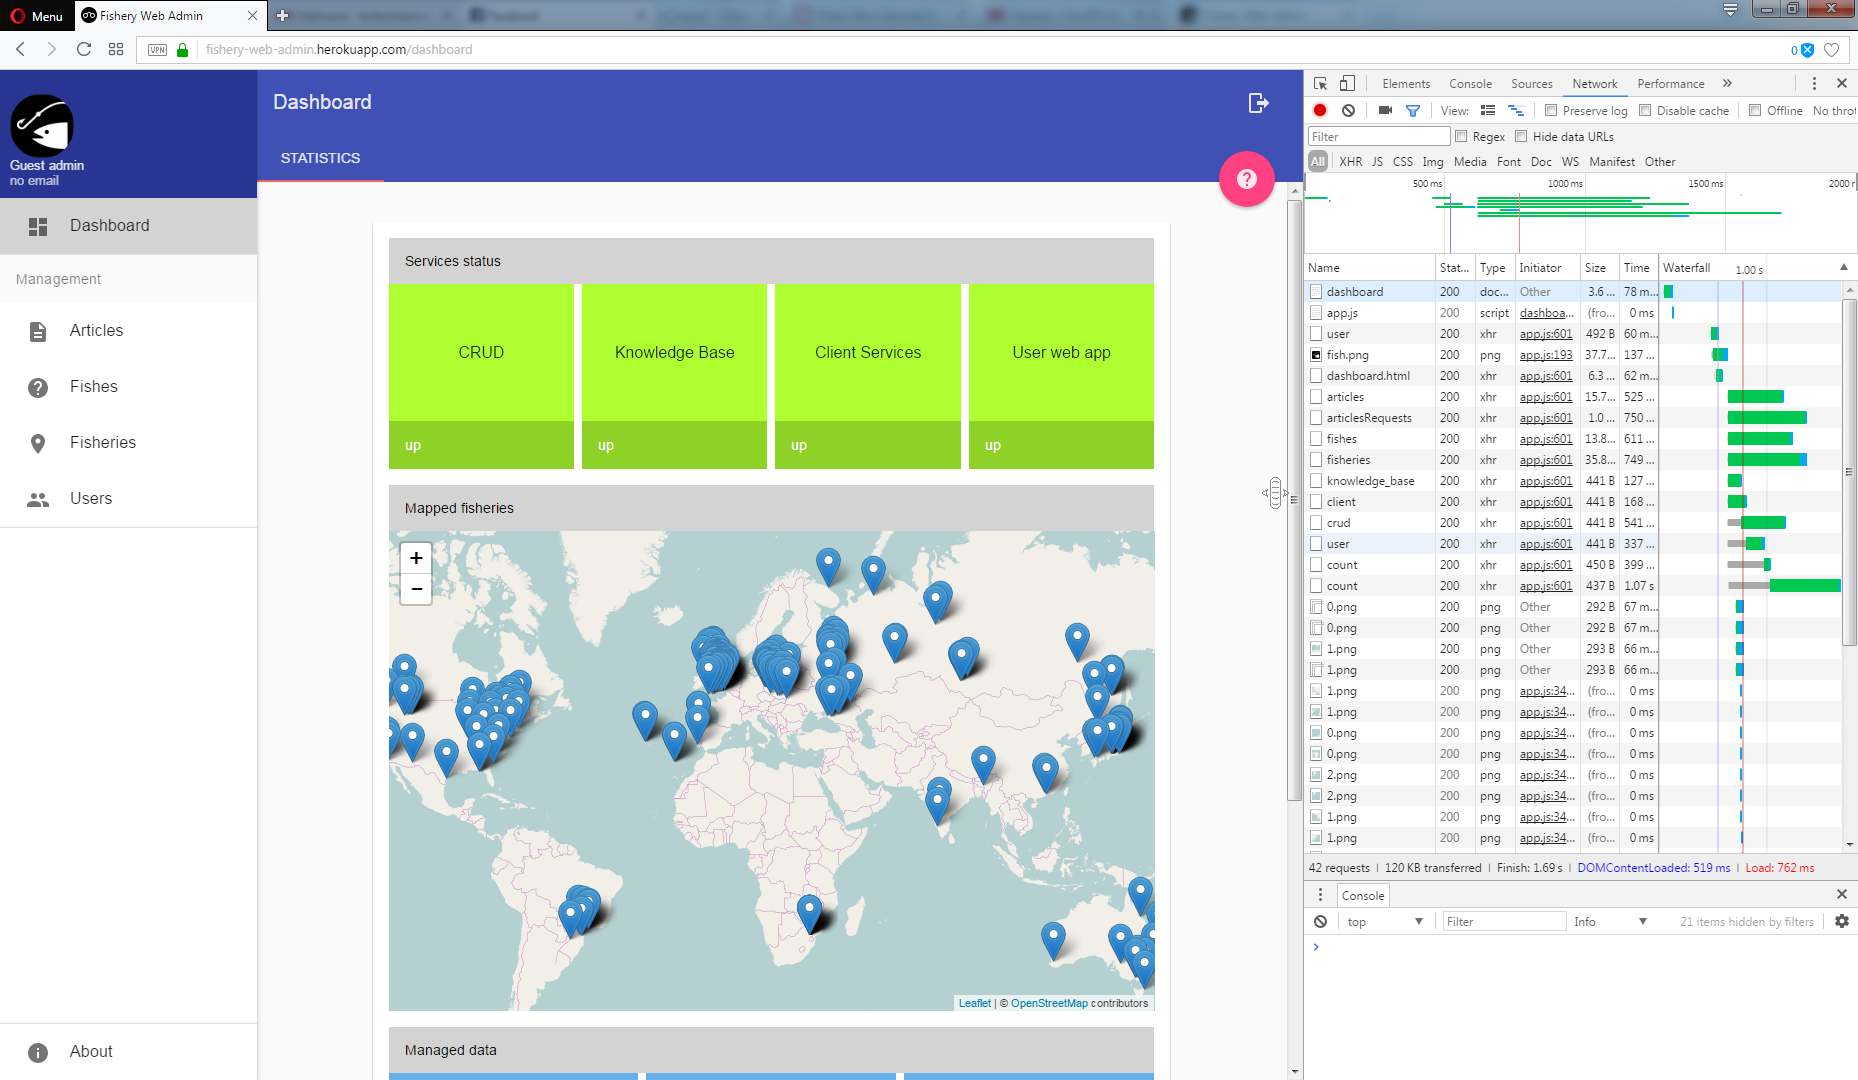 Menu
Fishery Web Admin
VPN
fishery-web-admin.herokuapp.com/dashboard
0
Guest admin
no email
Dashboard
Management
Articles
Fishes
Fisheries
Users
About
Dashboard
STATISTICS
Services status
CRUD
Knowledge Base
Client Services
User web app
up
up
up
up
Mapped fisheries
+
−
Leaflet | © OpenStreetMap contributors
Managed data
Elements Console Sources Network Performance »
View: Preserve log Disable cache Offline No throt
Filter Regex Hide data URLs
All XHR JS CSS Img Media Font Doc WS Manifest Other
500 ms 1000 ms 1500 ms 2000 r
Name Stat... Type Initiator Size Time Waterfall 1.00 s
dashboard 200 doc... Other 3.6 ... 78 m...
app.js 200 script dashboa... (fro... 0 ms
user 200 xhr app.js:601 492 B 60 m...
fish.png 200 png app.js:193 37.7... 137 ...
dashboard.html 200 xhr app.js:601 6.3 ... 62 m...
articles 200 xhr app.js:601 15.7... 525 ...
articlesRequests 200 xhr app.js:601 1.0 ... 750 ...
fishes 200 xhr app.js:601 13.8... 611 ...
fisheries 200 xhr app.js:601 35.8... 749 ...
knowledge_base 200 xhr app.js:601 441 B 127 ...
client 200 xhr app.js:601 441 B 168 ...
crud 200 xhr app.js:601 441 B 541 ...
user 200 xhr app.js:601 441 B 337 ...
count 200 xhr app.js:601 450 B 399 ...
count 200 xhr app.js:601 437 B 1.07 s
0.png 200 png Other 292 B 67 m...
0.png 200 png Other 292 B 67 m...
1.png 200 png Other 293 B 66 m...
1.png 200 png Other 293 B 66 m...
1.png 200 png app.js:34... (fro... 0 ms
1.png 200 png app.js:34... (fro... 0 ms
0.png 200 png app.js:34... (fro... 0 ms
0.png 200 png app.js:34... (fro... 0 ms
2.png 200 png app.js:34... (fro... 0 ms
2.png 200 png app.js:34... (fro... 0 ms
1.png 200 png app.js:34... (fro... 0 ms
1.png 200 png app.js:34... (fro... 0 ms
42 requests | 120 KB transferred | Finish: 1.69 s | DOMContentLoaded: 519 ms | Load: 762 ms
Console
top Filter Info 21 items hidden by filters